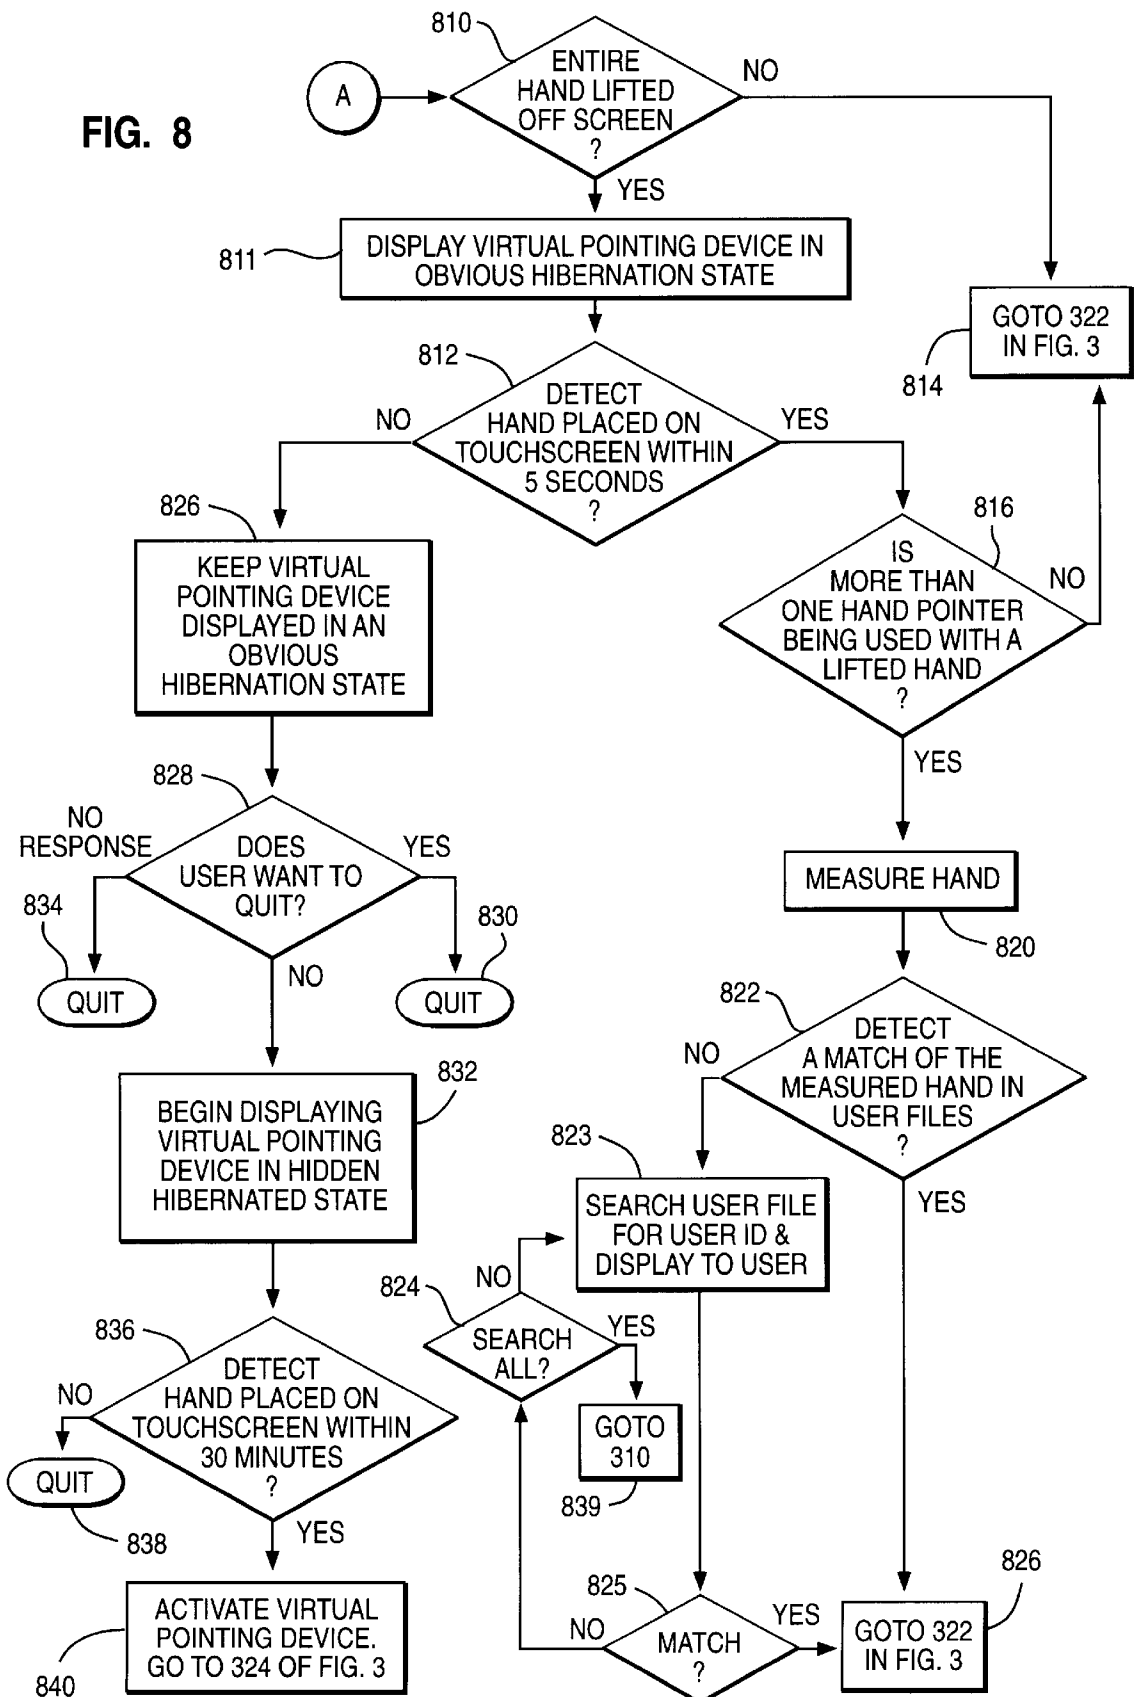 810
ENTIRE
HAND LIFTED
OFF SCREEN
?
NO
A
FIG. 8
YES
811
DISPLAY VIRTUAL POINTING DEVICE IN
OBVIOUS HIBERNATION STATE
GOTO 322
IN FIG. 3
814
812
DETECT
HAND PLACED ON
TOUCHSCREEN WITHIN
5 SECONDS
?
NO
YES
826
KEEP VIRTUAL
POINTING DEVICE
DISPLAYED IN AN
OBVIOUS
HIBERNATION STATE
816
IS
MORE THAN
ONE HAND POINTER
BEING USED WITH A
LIFTED HAND
?
NO
YES
828
NO
RESPONSE
DOES
USER WANT TO
QUIT?
YES
834
QUIT
NO
830
QUIT
MEASURE HAND
820
822
DETECT
A MATCH OF THE
MEASURED HAND IN
USER FILES
?
NO
YES
832
BEGIN DISPLAYING
VIRTUAL POINTING
DEVICE IN HIDDEN
HIBERNATED STATE
823
SEARCH USER FILE
FOR USER ID &
DISPLAY TO USER
824
NO
SEARCH
ALL?
YES
GOTO
310
839
836
DETECT
HAND PLACED ON
TOUCHSCREEN WITHIN
30 MINUTES
?
NO
QUIT
838
YES
ACTIVATE VIRTUAL
POINTING DEVICE.
GO TO 324 OF FIG. 3
840
825
MATCH
?
NO
YES
826
GOTO 322
IN FIG. 3